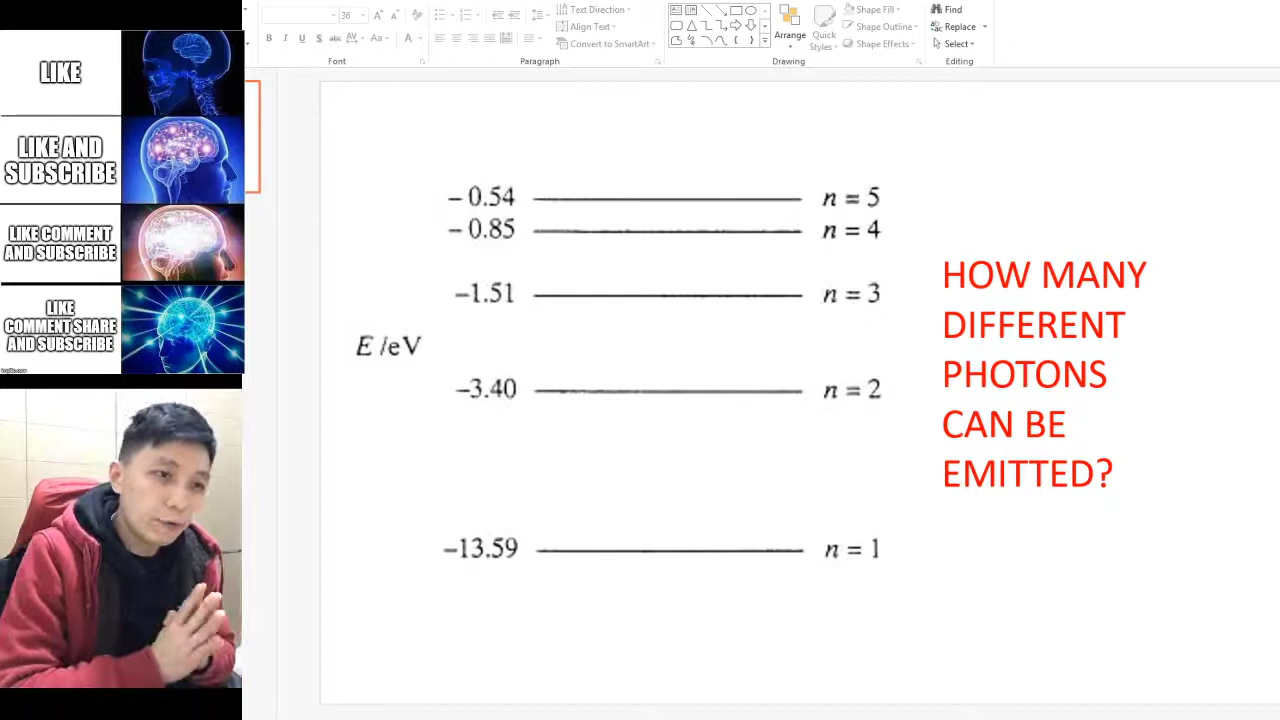 36
Text Direction
Align Text
Convert to SmartArt
Font
Paragraph
Arrange
Quick
Styles
Shape Fill
Shape Outline
Shape Effects
Drawing
Find
Replace
Select
Editing
LIKE
LIKE AND
SUBSCRIBE
LIKE COMMENT
AND SUBSCRIBE
LIKE
COMMENT SHARE
AND SUBSCRIBE
– 0.54 n = 5
– 0.85 n = 4
–1.51 n = 3
E /eV
–3.40 n = 2
–13.59 n = 1
HOW MANY
DIFFERENT
PHOTONS
CAN BE
EMITTED?